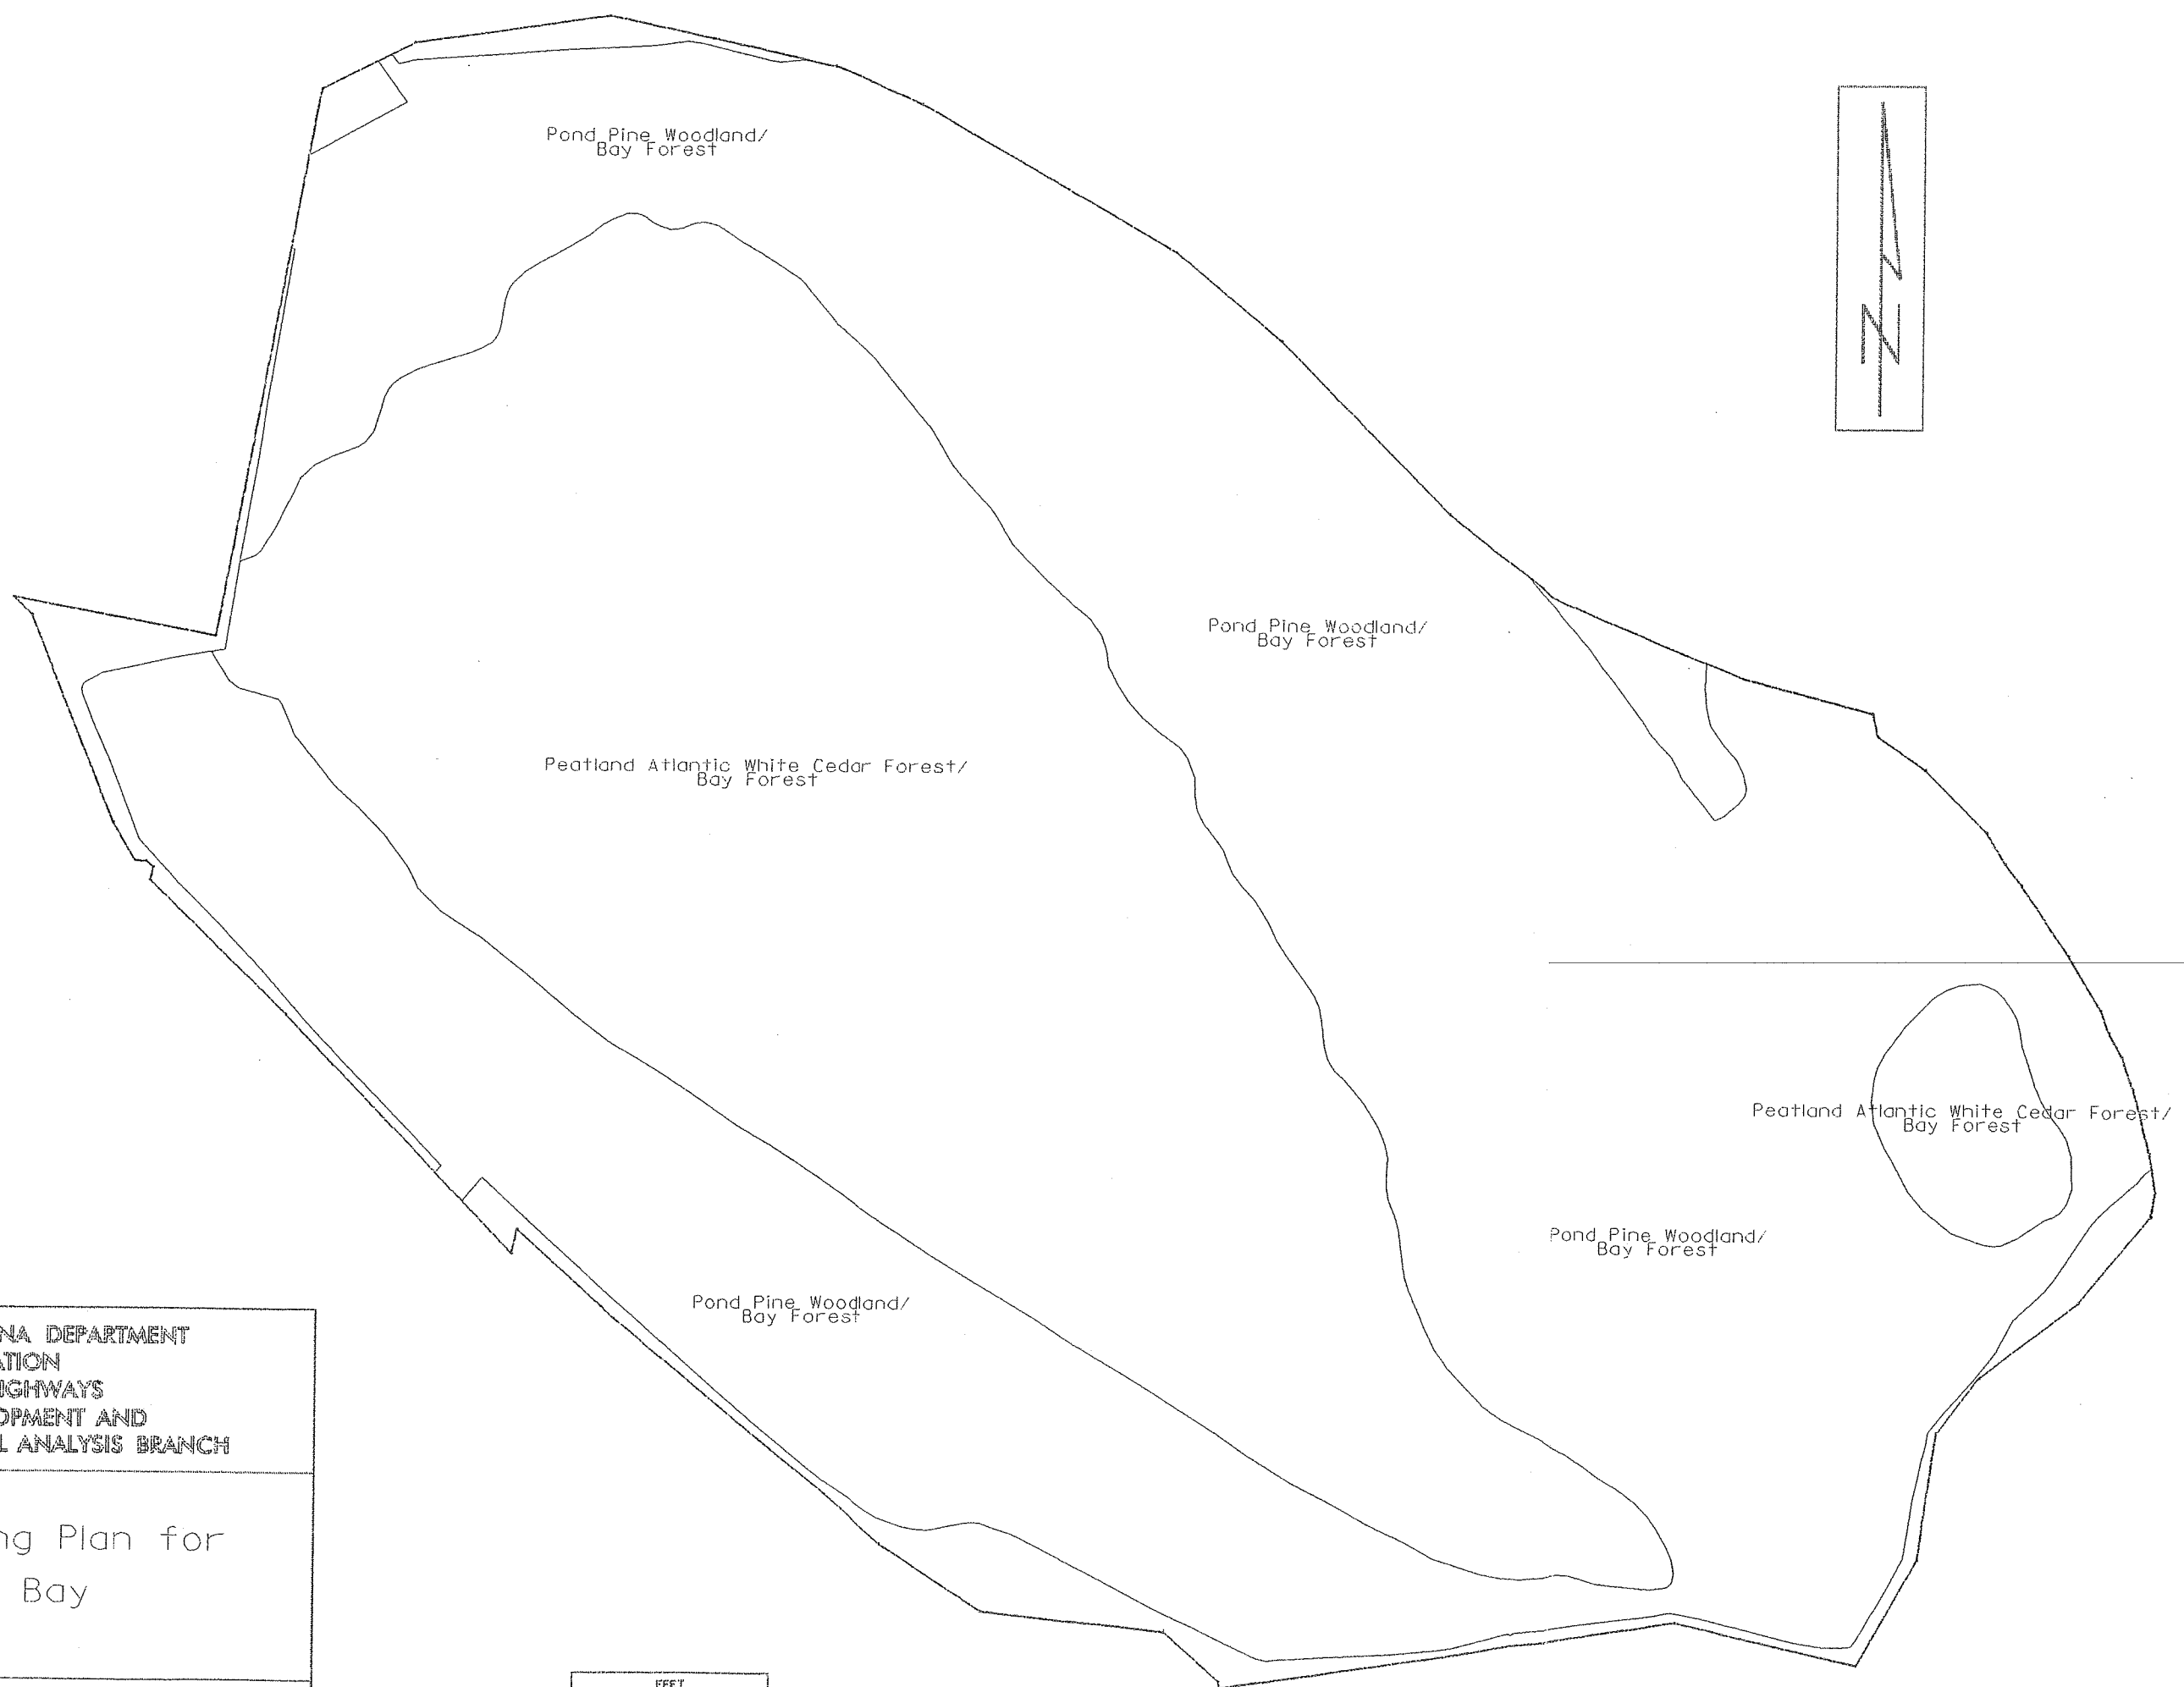 Pond Pine Woodland/
Bay Forest
N
Pond Pine Woodland/
Bay Forest
Peatland Atlantic White Cedar Forest/
Bay Forest
Peatland Atlantic White Cedar Forest/
Bay Forest
Pond Pine Woodland/
Bay Forest
Pond Pine Woodland/
Bay Forest
NA DEPARTMENT
ATION
IGHWAYS
OPMENT AND
L ANALYSIS BRANCH
ng Plan for
Bay
FEET